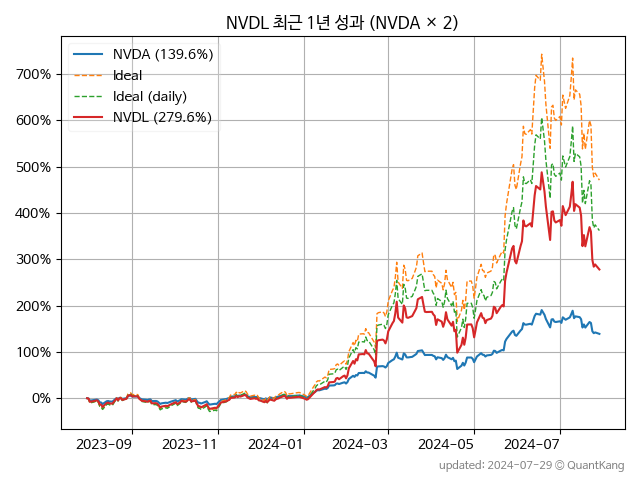 NVDL 최근 1년 성과 (NVDA × 2)
NVDA (139.6%)
Ideal
Ideal (daily)
NVDL (279.6%)
700%
600%
500%
400%
300%
200%
100%
0%
2023-09 2023-11 2024-01 2024-03 2024-05 2024-07
updated: 2024-07-29 © QuantKang